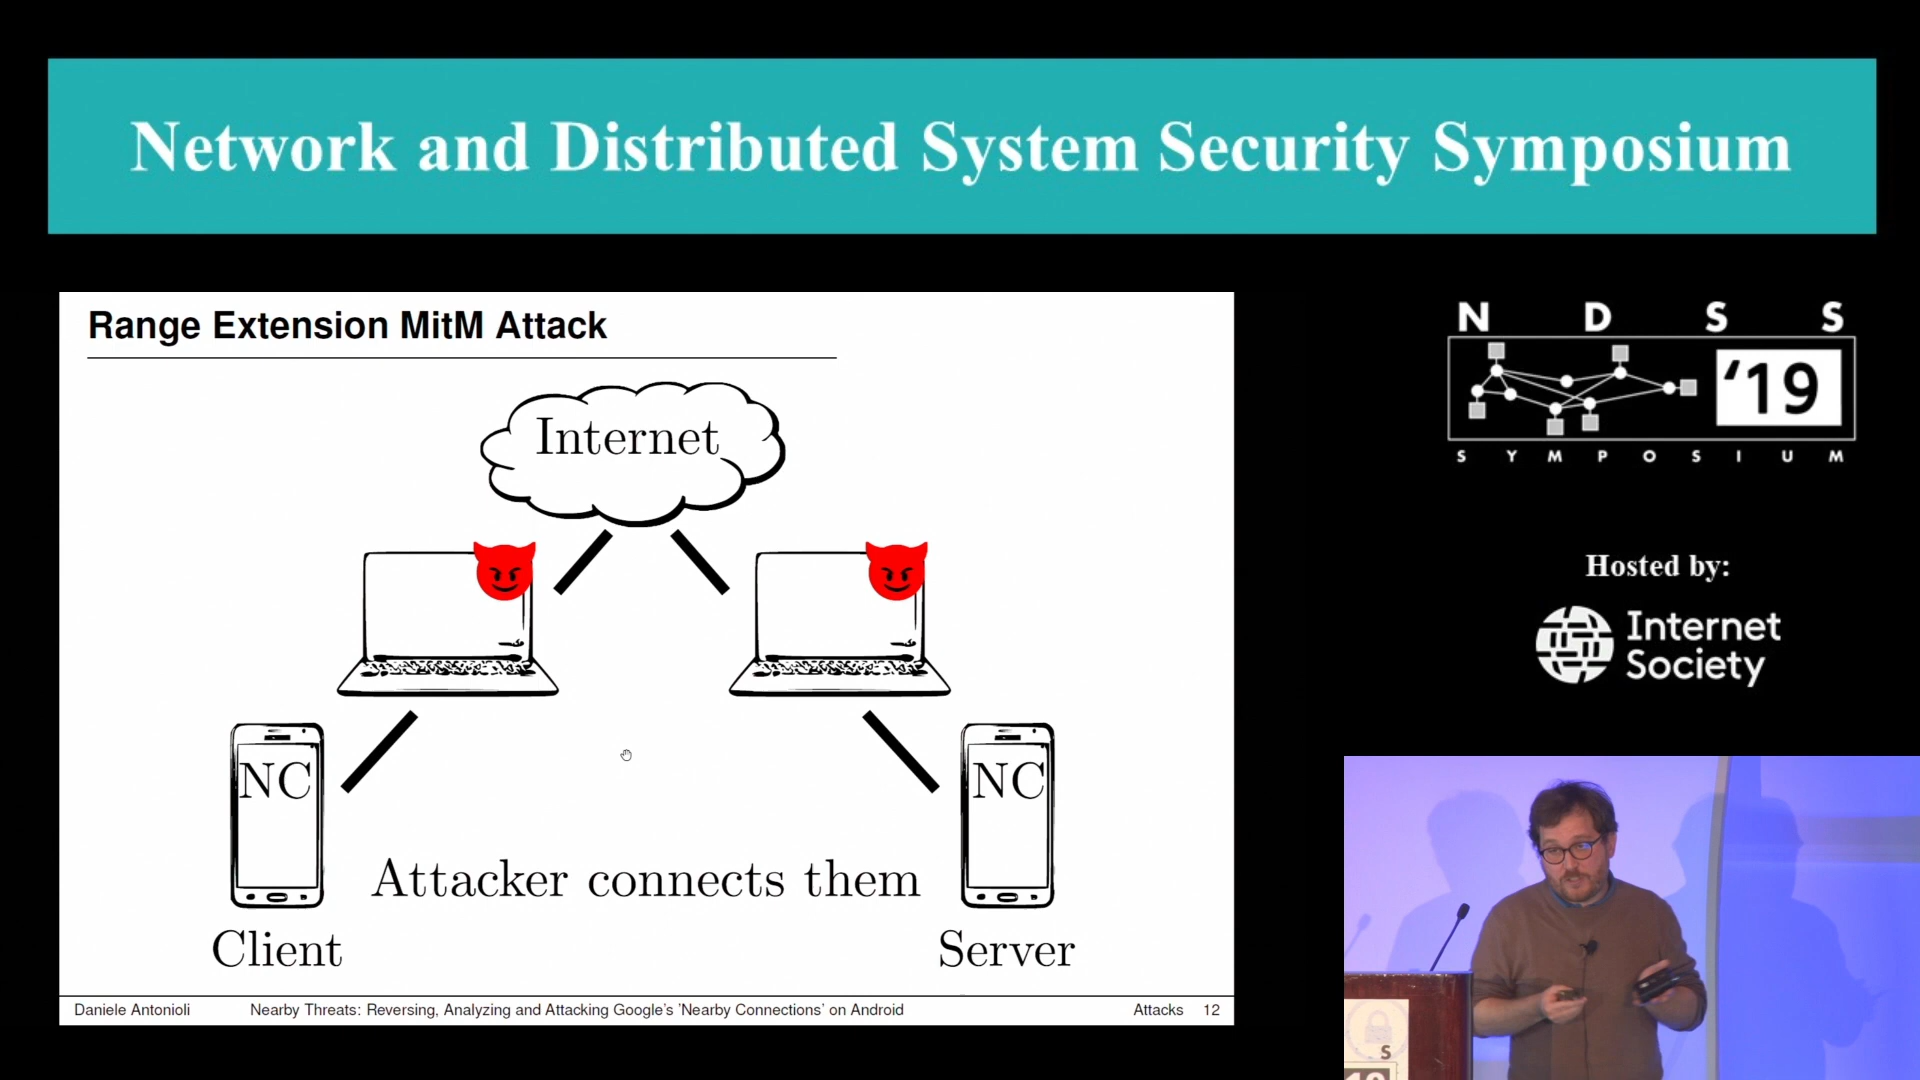 Network and Distributed System Security Symposium
Range Extension MitM Attack
Internet
NC
NC
Attacker connects them
Client
Server
Daniele Antonioli
Nearby Threats: Reversing, Analyzing and Attacking Google's 'Nearby Connections' on Android
Attacks 12
N D S S
'19
S Y M P O S I U M
Hosted by:
Internet
Society
S